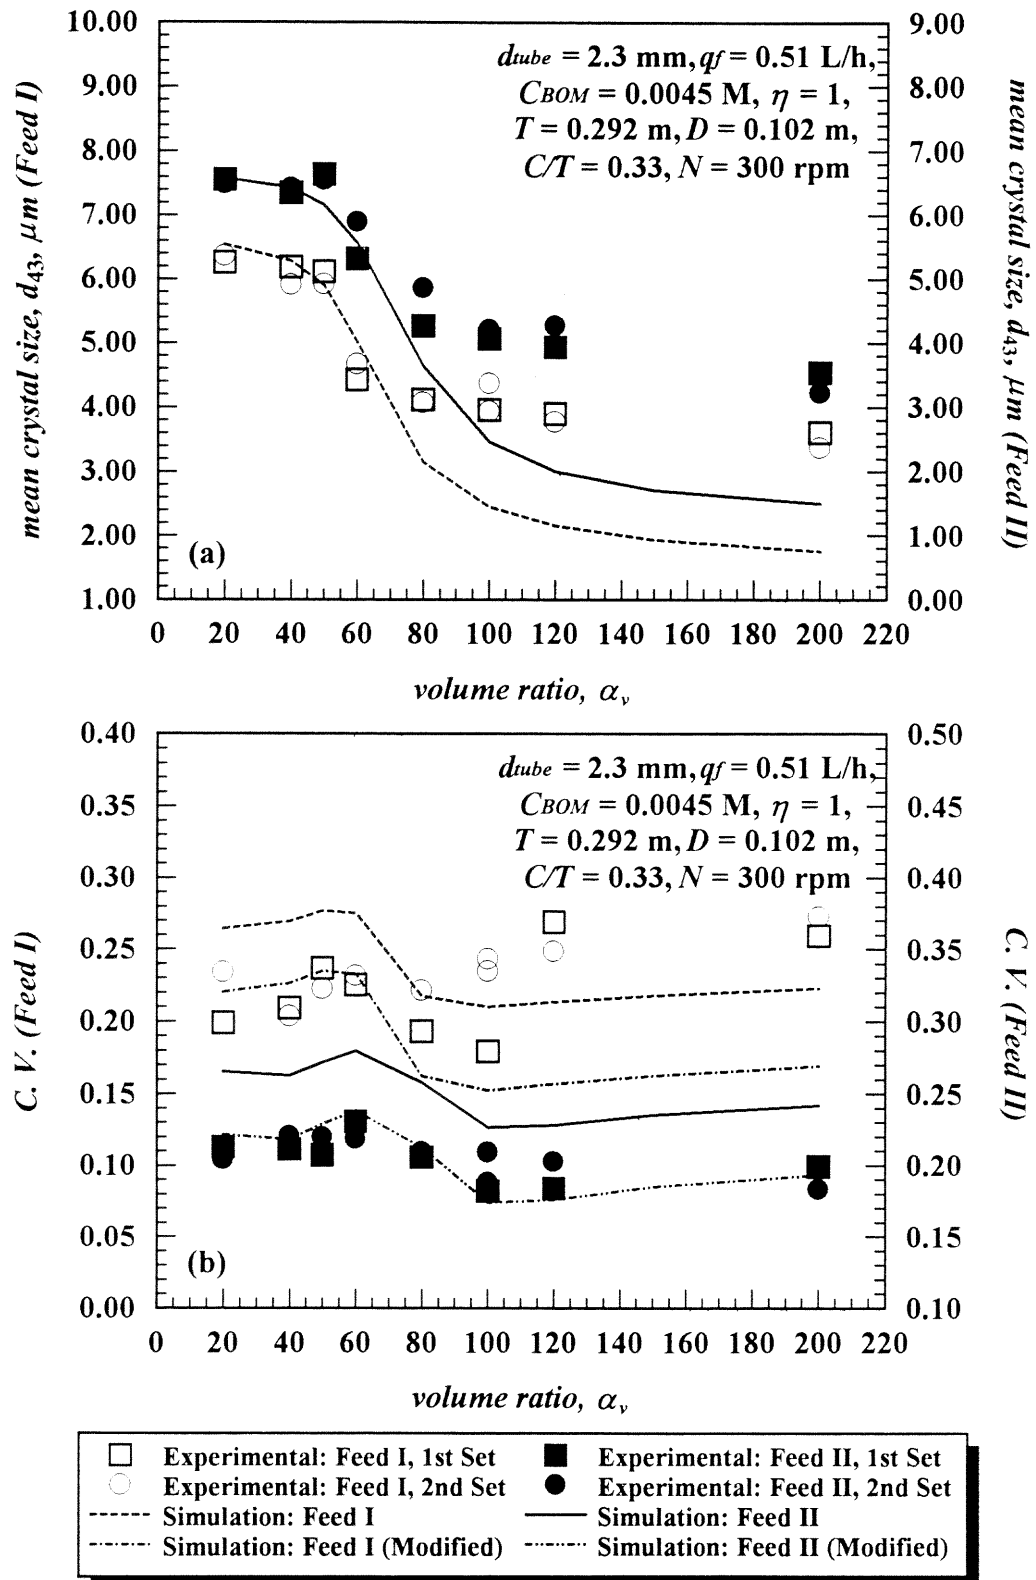 mean crystal size, d43, μm (Feed I)
10.00
9.00
8.00
7.00
6.00
5.00
4.00
3.00
2.00
1.00
dtube = 2.3 mm, qf = 0.51 L/h,
CBOM = 0.0045 M, η = 1,
T = 0.292 m, D = 0.102 m,
C/T = 0.33, N = 300 rpm
(a)
9.00
8.00
7.00
6.00
5.00
4.00
3.00
2.00
1.00
0.00
mean crystal size, d43, μm (Feed II)
0 20 40 60 80 100 120 140 160 180 200 220
volume ratio, αv
C. V. (Feed I)
0.40
0.35
0.30
0.25
0.20
0.15
0.10
0.05
0.00
dtube = 2.3 mm, qf = 0.51 L/h,
CBOM = 0.0045 M, η = 1,
T = 0.292 m, D = 0.102 m,
C/T = 0.33, N = 300 rpm
(b)
0.50
0.45
0.40
0.35
0.30
0.25
0.20
0.15
0.10
C. V. (Feed II)
0 20 40 60 80 100 120 140 160 180 200 220
volume ratio, αv
Experimental: Feed I, 1st Set
Experimental: Feed II, 1st Set
Experimental: Feed I, 2nd Set
Experimental: Feed II, 2nd Set
Simulation: Feed I
Simulation: Feed II
Simulation: Feed I (Modified)
Simulation: Feed II (Modified)